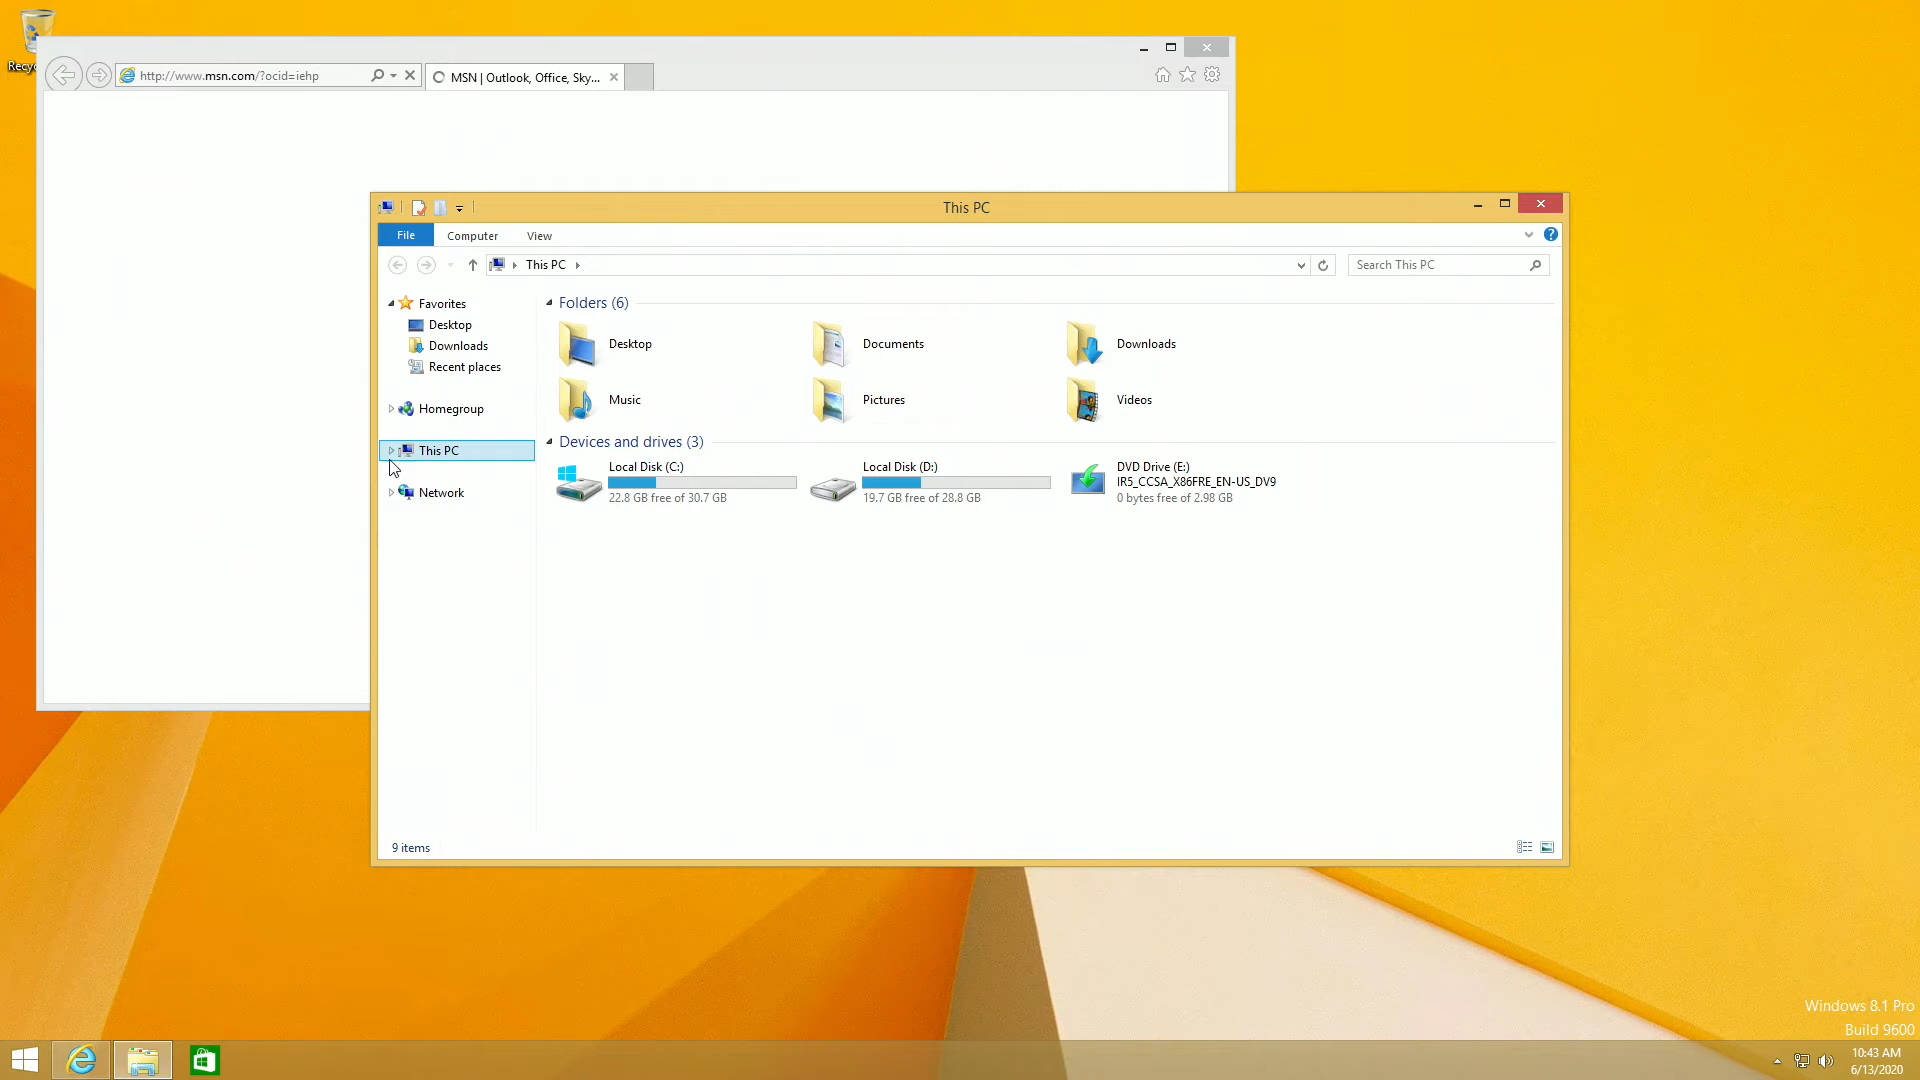 http://www.msn.com/?ocid=iehp
MSN | Outlook, Office, Sky...
This PC
File
Computer
View
This PC
Search This PC
Favorites
Desktop
Downloads
Recent places
Homegroup
This PC
Network
Folders (6)
Desktop
Documents
Downloads
Music
Pictures
Videos
Devices and drives (3)
Local Disk (C:)
22.8 GB free of 30.7 GB
Local Disk (D:)
19.7 GB free of 28.8 GB
DVD Drive (E:)
IR5_CCSA_X86FRE_EN-US_DV9
0 bytes free of 2.98 GB
9 items
Windows 8.1 Pro
Build 9600
10:43 AM
6/13/2020